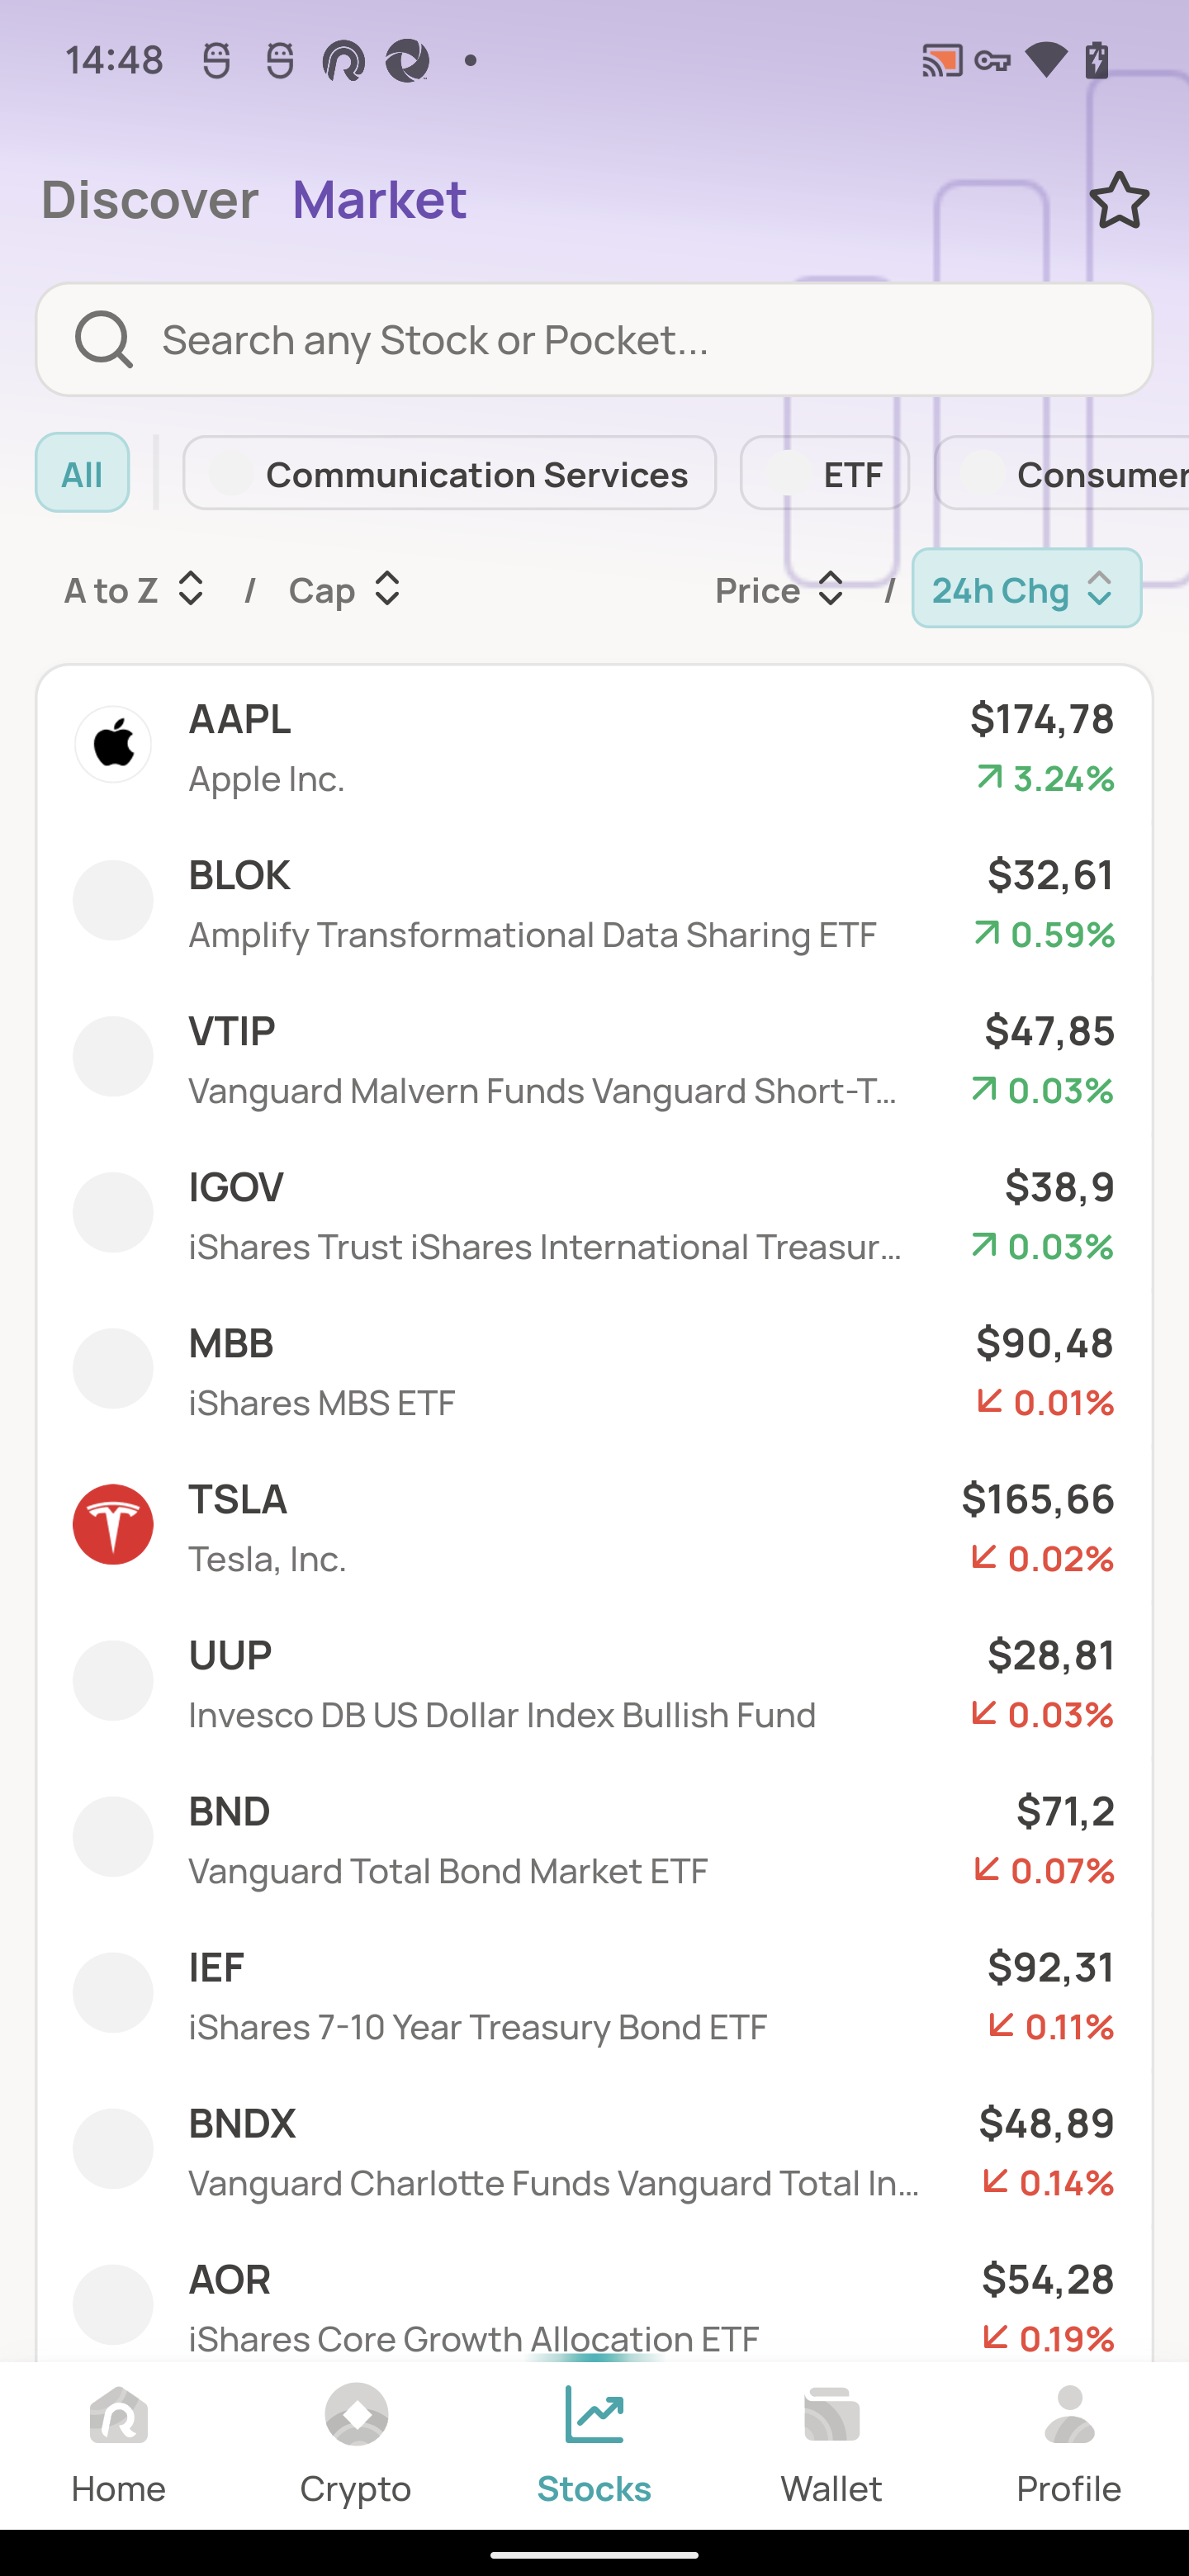 14:48
Discover Market
Search any Stock or Pocket...
All Communication Services ETF Consumer
A to Z / Cap Price / 24h Chg
AAPL $174,78
Apple Inc. 3.24%
BLOK $32,61
Amplify Transformational Data Sharing ETF 0.59%
VTIP $47,85
Vanguard Malvern Funds Vanguard Short-T... 0.03%
IGOV $38,9
iShares Trust iShares International Treasur... 0.03%
MBB $90,48
iShares MBS ETF 0.01%
TSLA $165,66
Tesla, Inc. 0.02%
UUP $28,81
Invesco DB US Dollar Index Bullish Fund 0.03%
BND $71,2
Vanguard Total Bond Market ETF 0.07%
IEF $92,31
iShares 7-10 Year Treasury Bond ETF 0.11%
BNDX $48,89
Vanguard Charlotte Funds Vanguard Total In... 0.14%
AOR $54,28
iShares Core Growth Allocation ETF 0.19%
Home Crypto Stocks Wallet Profile